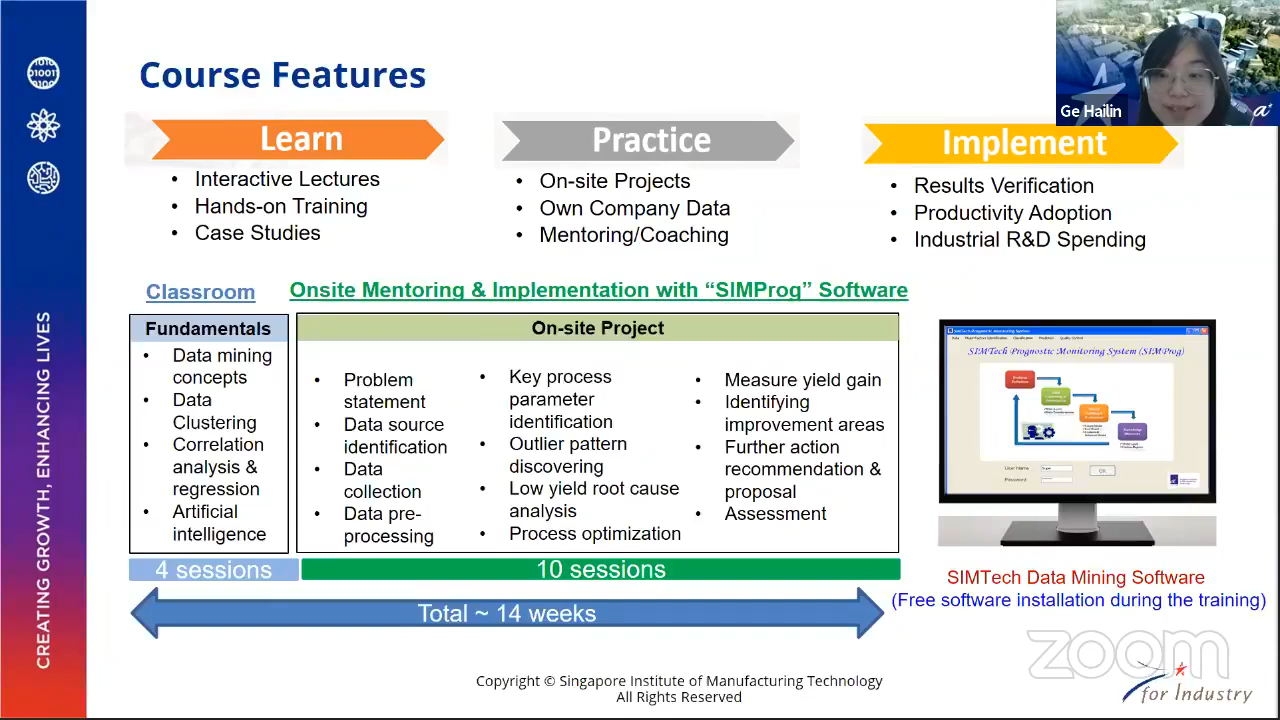 Course Features
Ge Hailin
Learn
Practice
Implement
• Interactive Lectures
• Hands-on Training
• Case Studies
• On-site Projects
• Own Company Data
• Mentoring/Coaching
• Results Verification
• Productivity Adoption
• Industrial R&D Spending
Classroom
Onsite Mentoring & Implementation with “SIMProg” Software
Fundamentals
• Data mining
concepts
• Data
Clustering
• Correlation
analysis &
regression
• Artificial
intelligence
On-site Project
• Problem
statement
• Data source
identification
• Data
collection
• Data pre-
processing
• Key process
parameter
identification
• Outlier pattern
discovering
• Low yield root cause
analysis
• Process optimization
• Measure yield gain
• Identifying
improvement areas
• Further action
recommendation &
proposal
• Assessment
4 sessions
10 sessions
Total ~ 14 weeks
SIMTech Prognostic Monitoring System (SIMProg)
User Name
Password
OK
SIMTech Data Mining Software
(Free software installation during the training)
CREATING GROWTH, ENHANCING LIVES
zoom
for Industry
Copyright © Singapore Institute of Manufacturing Technology
All Rights Reserved